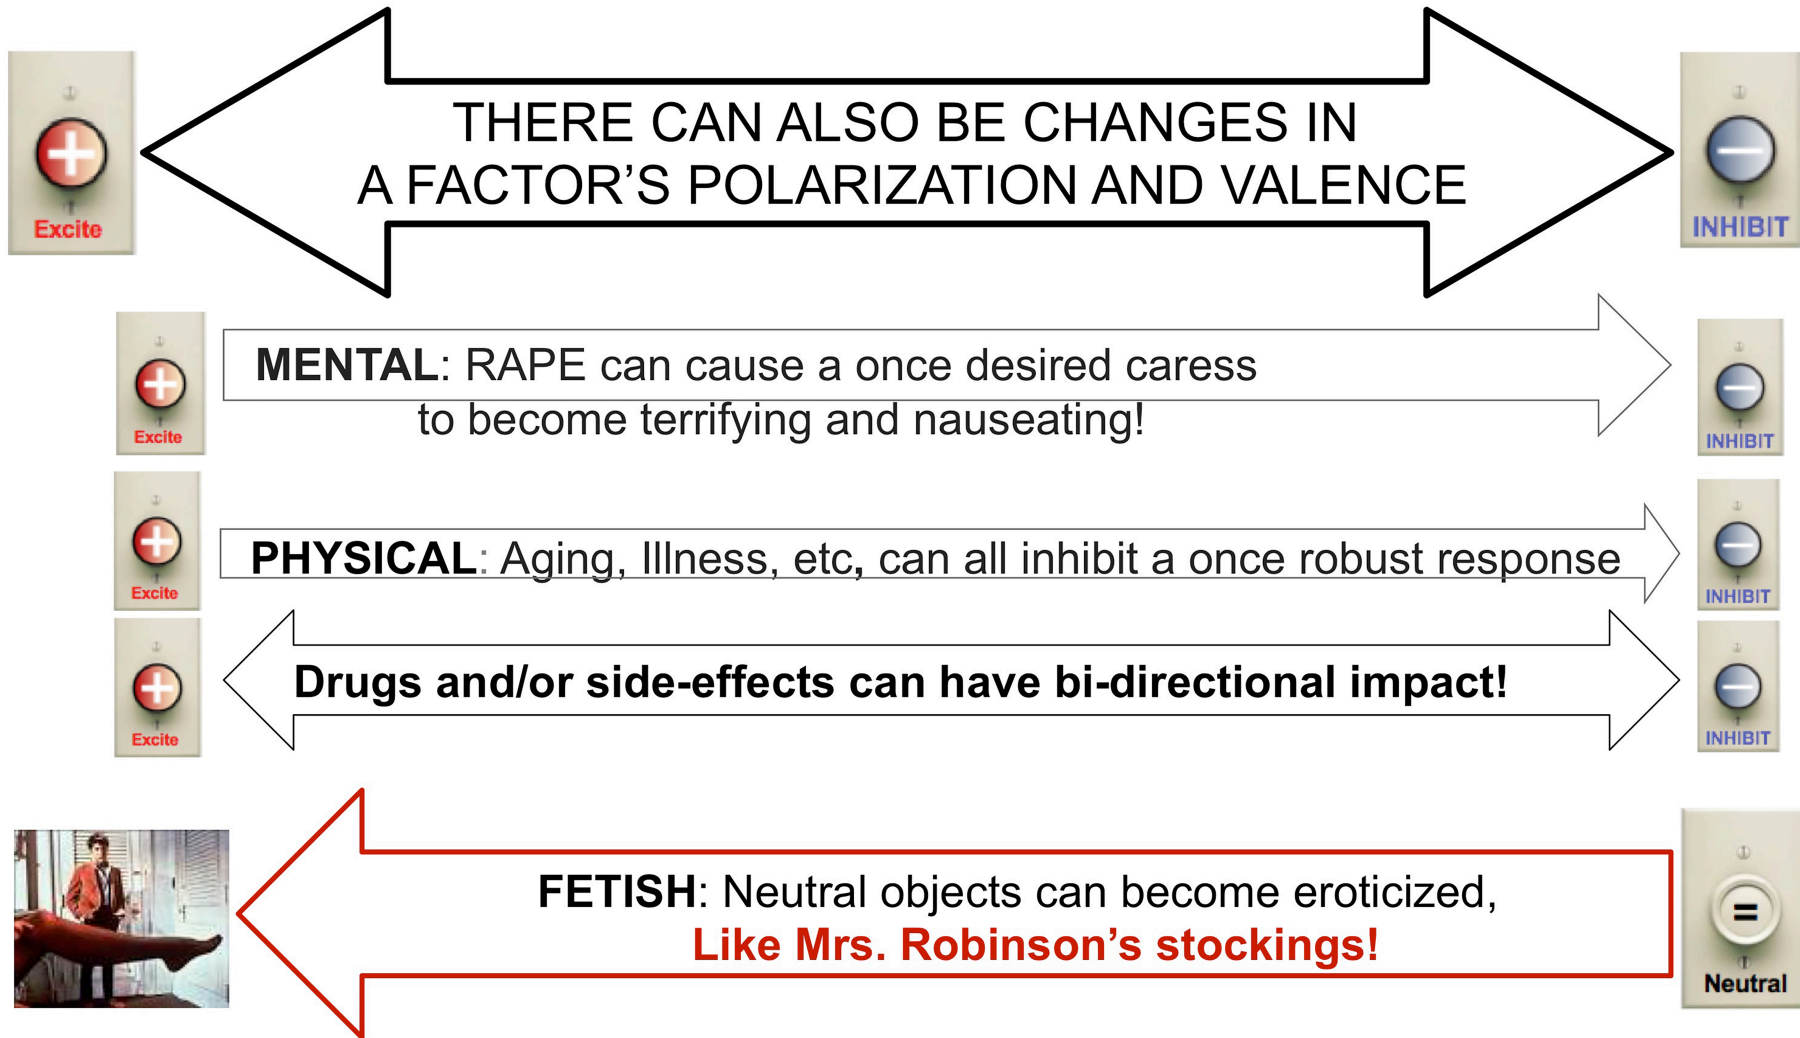 THERE CAN ALSO BE CHANGES IN
A FACTOR’S POLARIZATION AND VALENCE
Excite
INHIBIT
MENTAL: RAPE can cause a once desired caress
to become terrifying and nauseating!
Excite
INHIBIT
PHYSICAL: Aging, Illness, etc, can all inhibit a once robust response
Excite
INHIBIT
Drugs and/or side-effects can have bi-directional impact!
Excite
INHIBIT
FETISH: Neutral objects can become eroticized,
Like Mrs. Robinson’s stockings!
Neutral